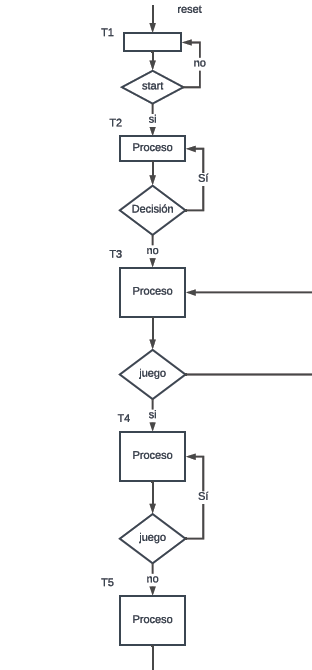 reset
T1
no
start
si
T2
Proceso
Sí
Decisión
no
T3
Proceso
juego
si
T4
Proceso
Sí
juego
no
T5
Proceso